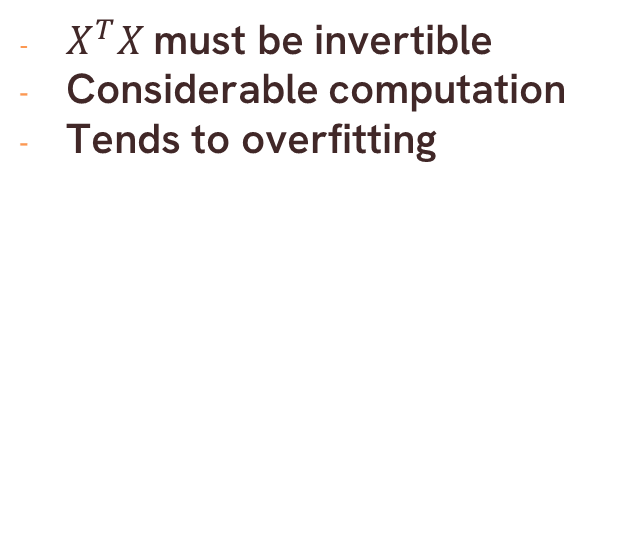 - $X^T X$ must be invertible
- Considerable computation
- Tends to overfitting